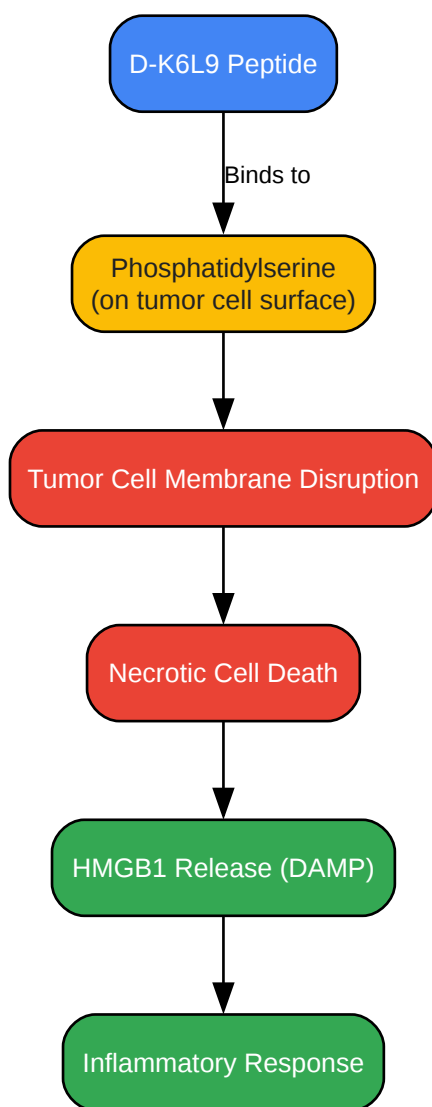 D-K6L9 Peptide
Binds to
Phosphatidylserine
(on tumor cell surface)
Tumor Cell Membrane Disruption
Necrotic Cell Death
HMGB1 Release (DAMP)
Inflammatory Response